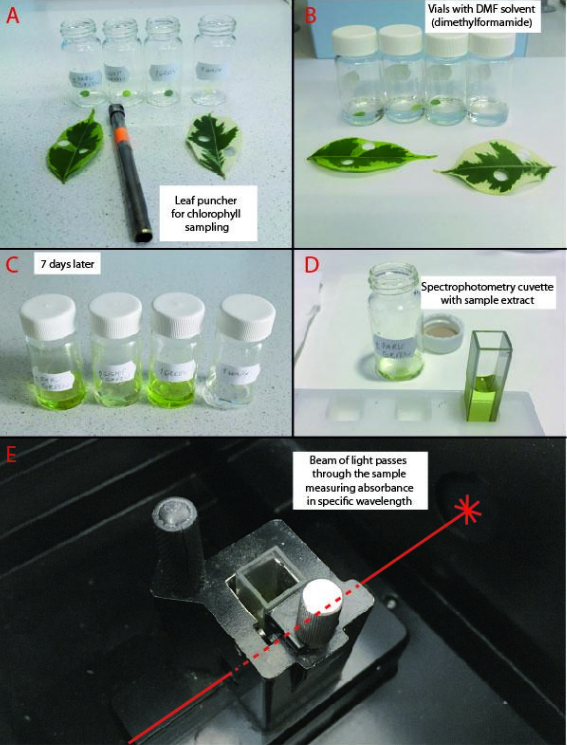 A
Leaf puncher
for chlorophyll
sampling
B
Vials with DMF solvent
(dimethylformamide)
C
7 days later
D
Spectrophotometry cuvette
with sample extract
E
Beam of light passes
through the sample
measuring absorbance
in specific wavelength